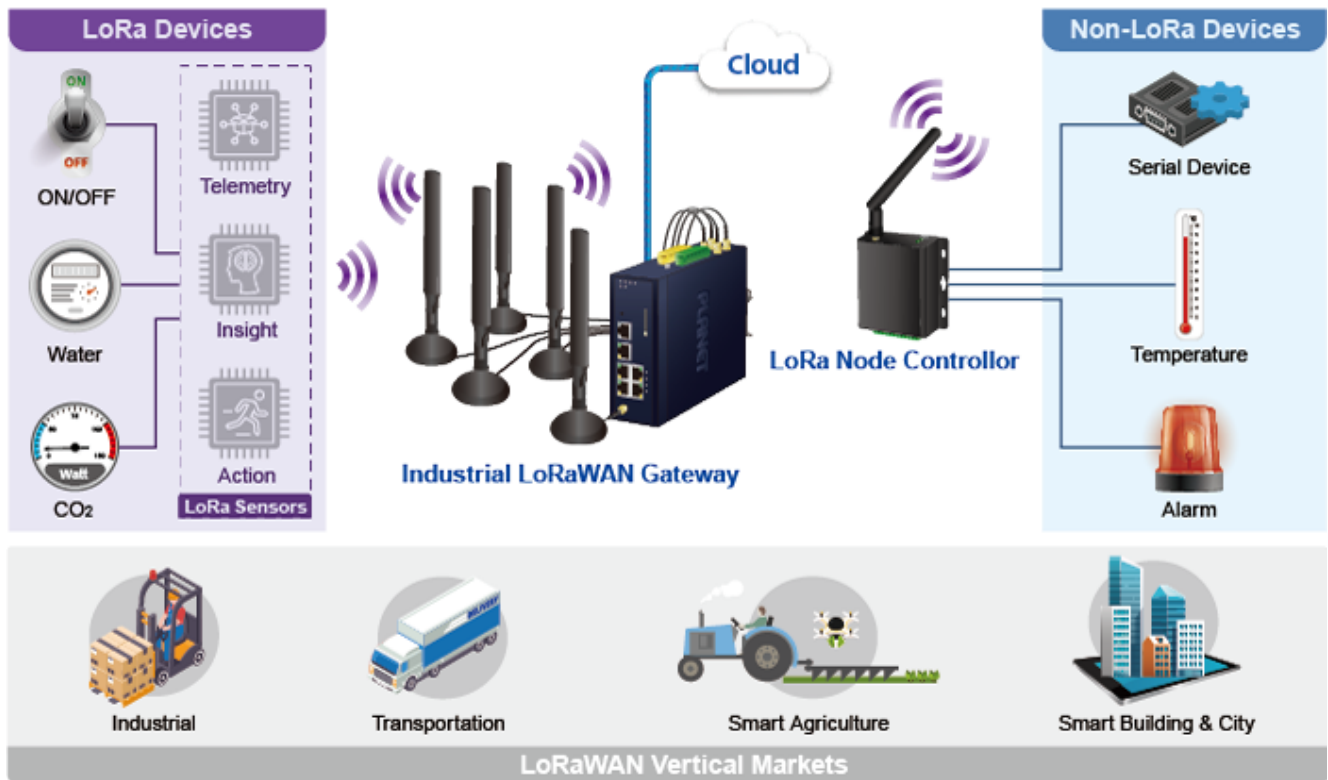 LoRa Devices
ON
OFF
ON/OFF
Water
Watt
CO₂
Telemetry
Insight
Action
LoRa Sensors
Cloud
PLANET
Industrial LoRaWAN Gateway
LoRa Node Controllor
Non-LoRa Devices
Serial Device
Temperature
Alarm
DELIVERY
Industrial
Transportation
Smart Agriculture
Smart Building & City
LoRaWAN Vertical Markets